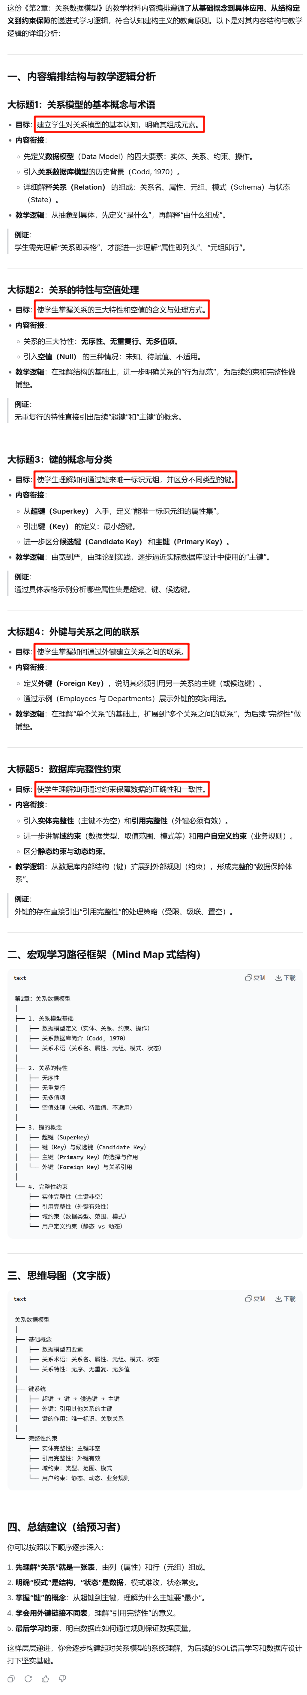 这份《第2章：关系数据模型》的教学材料内容编排遵循了从基础概念到具体应用、从结构定
义到约束保障的递进式学习逻辑，符合认知建构主义的教育原则。以下是对其内容结构与教学
逻辑的详细分析：
一、内容编排结构与教学逻辑分析
大标题1：关系模型的基本概念与术语
• 目标：建立学生对关系模型的基本认知，明确其组成元素。
• 内容衔接：
○ 先定义数据模型（Data Model）的四大要素：实体、关系、约束、操作。
○ 引入关系数据库模型的历史背景（Codd, 1970）。
○ 详细解释关系（Relation）的组成：关系名、属性、元组、模式（Schema）与状态
（State）。
• 教学逻辑：从抽象到具体，先定义“是什么”，再解释“由什么组成”。
例证：
学生需先理解“关系即表格”，才能进一步理解“属性即列头”、“元组即行”。
大标题2：关系的特性与空值处理
• 目标：使学生掌握关系的三大特性和空值的含义与处理方式。
• 内容衔接：
○ 关系的三大特性：无序性、无重复行、无多值项。
○ 引入空值（Null）的三种情况：未知、待赋值、不适用。
• 教学逻辑：在理解结构的基础上，进一步明确关系的“行为规范”，为后续约束和完整性做
铺垫。
例证：
无重复行的特性直接引出后续“超键”和“主键”的概念。
大标题3：键的概念与分类
• 目标：使学生理解如何通过键来唯一标识元组，并区分不同类型的键。
• 内容衔接：
○ 从超键（Superkey）入手，定义“能唯一标识元组的属性集”。
○ 引出键（Key）的定义：最小超键。
○ 进一步区分候选键（Candidate Key）和主键（Primary Key）。
• 教学逻辑：由宽到严，由理论到实践，逐步逼近实际数据库设计中使用的“主键”。
例证：
通过具体表格示例分析哪些属性集是超键、键、候选键。
大标题4：外键与关系之间的联系
• 目标：使学生掌握如何通过外键建立关系之间的联系。
• 内容衔接：
○ 定义外键（Foreign Key），说明其必须引用另一关系的主键（或候选键）。
○ 通过示例（Employees 与 Departments）展示外键的实际用法。
• 教学逻辑：在理解“单个关系”的基础上，扩展到“多个关系之间的联系”，为后续“完整性”做
铺垫。
大标题5：数据库完整性约束
• 目标：使学生理解如何通过约束保障数据的正确性和一致性。
• 内容衔接：
○ 引入实体完整性（主键不为空）和引用完整性（外键必须有效）。
○ 进一步讲解域约束（数据类型、取值范围、模式等）和用户自定义约束（业务规则）。
○ 区分静态约束与动态约束。
• 教学逻辑：从数据库内部结构（键）扩展到外部规则（约束），形成完整的“数据保障体
系”。
例证：
外键的存在直接引出“引用完整性”的处理策略（受限、级联、置空）。
二、宏观学习路径框架（Mind Map 式结构）
text 复制 下载
第2章：关系数据模型
│
├── 1. 关系模型基础
│ ├── 数据模型定义（实体、关系、约束、操作）
│ ├── 关系数据库简介（Codd, 1970）
│ └── 关系术语（关系名、属性、元组、模式、状态）
│
├── 2. 关系的特性
│ ├── 无序性
│ ├── 无重复行
│ ├── 无多值项
│ └── 空值处理（未知、待赋值、不适用）
│
├── 3. 键的概念
│ ├── 超键（Superkey）
│ ├── 键（Key）与候选键（Candidate Key）
│ ├── 主键（Primary Key）的选择与作用
│ └── 外键（Foreign Key）与关系引用
│
└── 4. 完整性约束
├── 实体完整性（主键非空）
├── 引用完整性（外键有效性）
├── 域约束（数据类型、范围、模式）
└── 用户定义约束（静态 vs 动态）
三、思维导图（文字版）
text 复制 下载
关系数据模型
│
├── 基础概念
│ ├── 数据模型四要素
│ ├── 关系术语：关系名、属性、元组、模式、状态
│ └── 关系特性：无序、无重复、无多值
│
├── 键系统
│ ├── 超键 → 键 → 候选键 → 主键
│ ├── 外键：引用其他关系的主键
│ └── 键的作用：唯一标识、关联关系
│
└── 完整性约束
├── 实体完整性：主键非空
├── 引用完整性：外键有效
├── 域约束：类型、范围、模式
└── 用户约束：静态、动态、业务规则
四、总结建议（给预习者）
你可以按照以下顺序逐步深入：
1. 先理解“关系”就是一张表，由列（属性）和行（元组）组成。
2. 明确“模式”是结构，“状态”是数据，模式难改，状态常变。
3. 掌握“键”的概念：从超键到主键，理解为什么主键要“最小”。
4. 学会用外键链接不同表，理解“引用完整性”的意义。
5. 最后学习约束，明白数据库如何通过规则保证数据质量。
这样层层递进，你会逐步构建起对关系模型的系统理解，为后续的SQL语言学习和数据库设计
打下坚实基础。